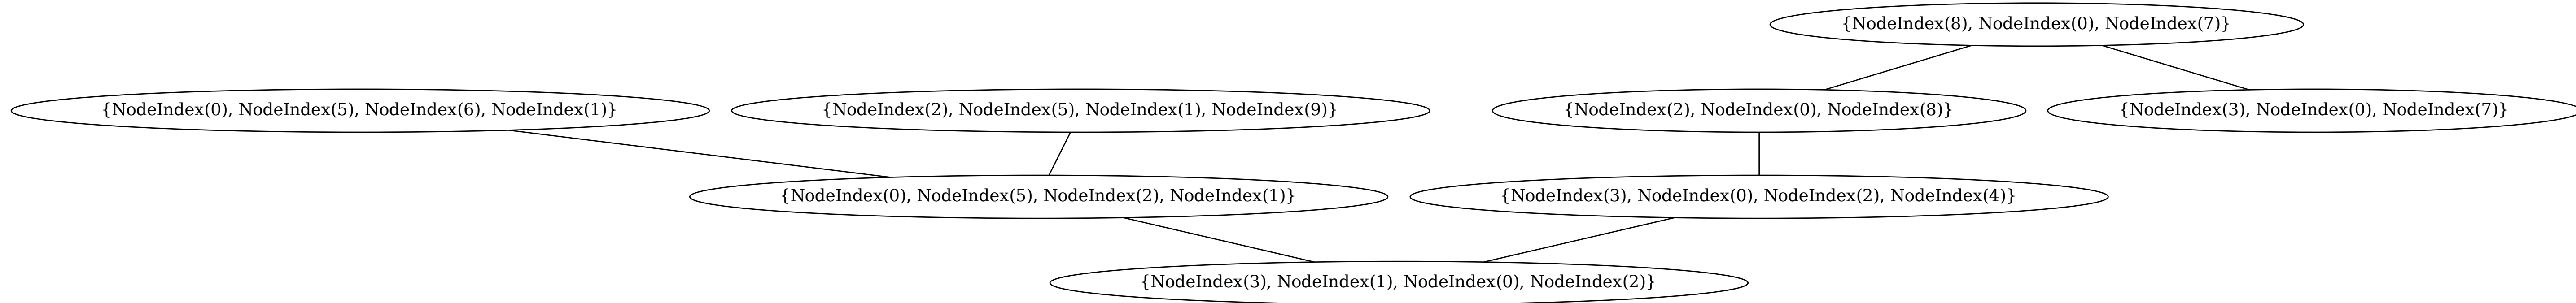 {NodeIndex(8), NodeIndex(0), NodeIndex(7)}
{NodeIndex(0), NodeIndex(5), NodeIndex(6), NodeIndex(1)}
{NodeIndex(2), NodeIndex(5), NodeIndex(1), NodeIndex(9)}
{NodeIndex(2), NodeIndex(0), NodeIndex(8)}
{NodeIndex(3), NodeIndex(0), NodeIndex(7)}
{NodeIndex(0), NodeIndex(5), NodeIndex(2), NodeIndex(1)}
{NodeIndex(3), NodeIndex(0), NodeIndex(2), NodeIndex(4)}
{NodeIndex(3), NodeIndex(1), NodeIndex(0), NodeIndex(2)}